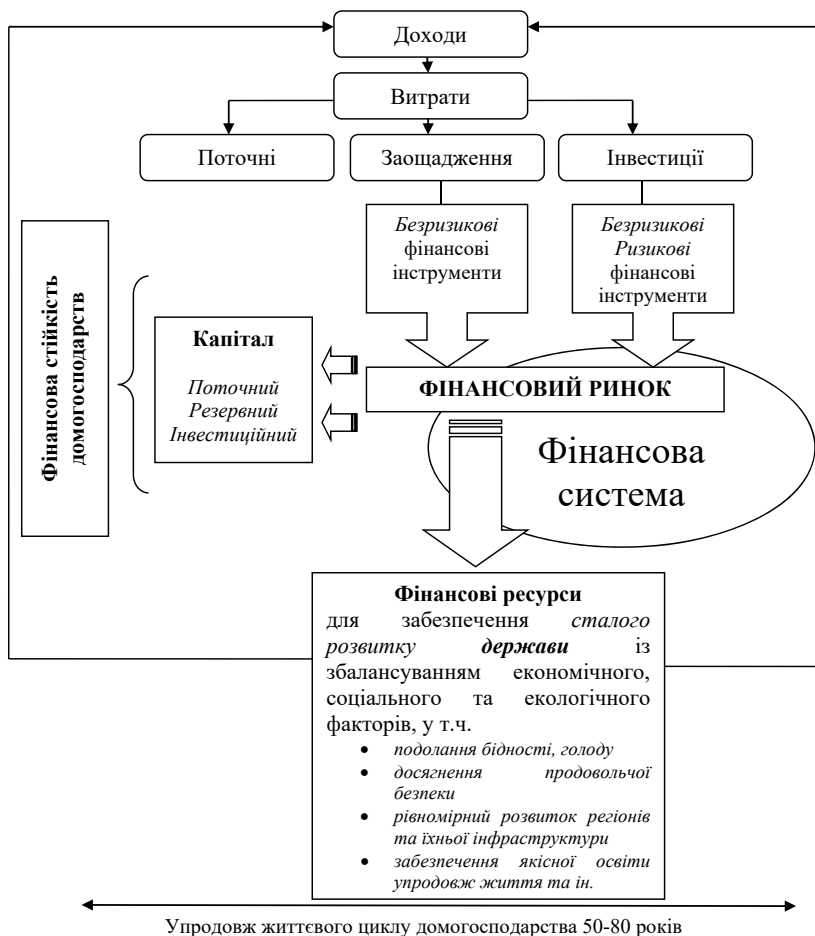 Доходи
Витрати
Поточні
Заощадження
Інвестиції
Безризикові
фінансові
інструменти
Безризикові
Ризикові
фінансові
інструменти
Фінансова стійкість
домогосподарств
Капітал
Поточний
Резервний
Інвестиційний
ФІНАНСОВИЙ РИНОК
Фінансова
система
Фінансові ресурси
для забезпечення сталого
розвитку держави із
збалансуванням економічного,
соціального та екологічного
факторів, у т.ч.
• подолання бідності, голоду
• досягнення продовольчої
безпеки
• рівномірний розвиток регіонів
та їхньої інфраструктури
• забезпечення якісної освіти
упродовж життя та ін.
Упродовж життєвого циклу домогосподарства 50-80 років